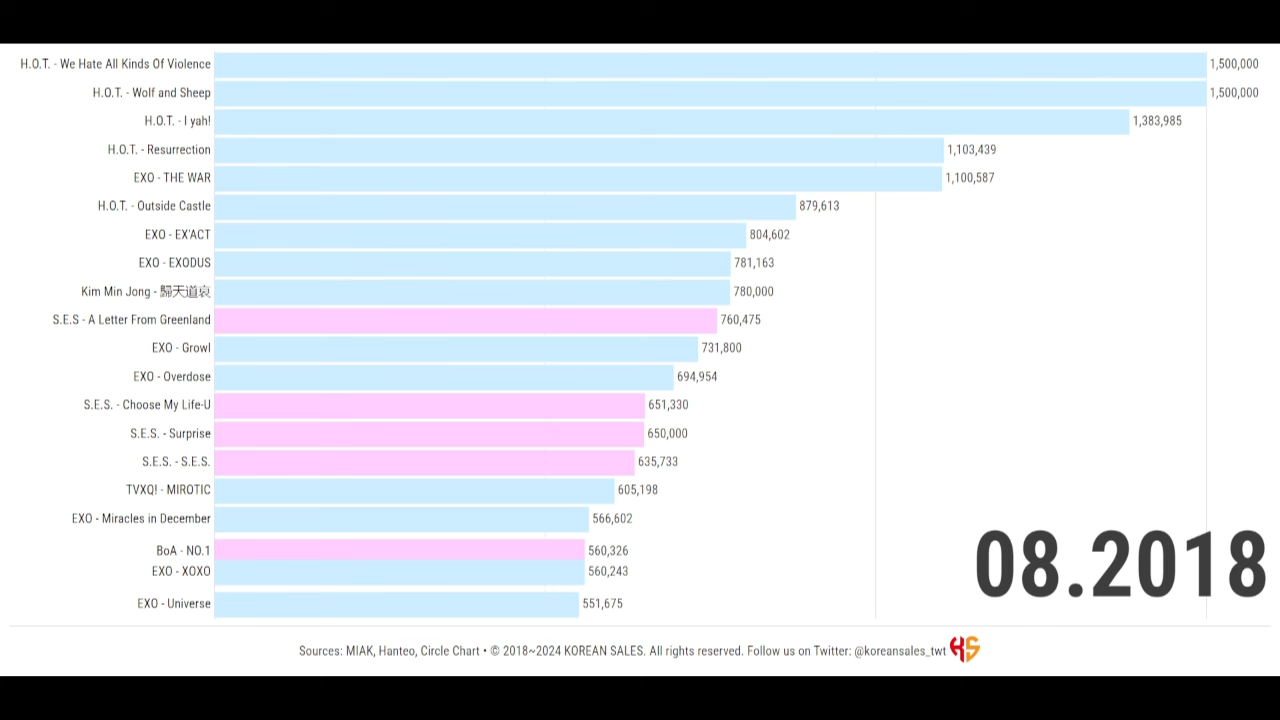 H.O.T. - We Hate All Kinds Of Violence 1,500,000
H.O.T. - Wolf and Sheep 1,500,000
H.O.T. - I yah! 1,383,985
H.O.T. - Resurrection 1,103,439
EXO - THE WAR 1,100,587
H.O.T. - Outside Castle 879,613
EXO - EX'ACT 804,602
EXO - EXODUS 781,163
Kim Min Jong - 歸天道哀 780,000
S.E.S - A Letter From Greenland 760,475
EXO - Growl 731,800
EXO - Overdose 694,954
S.E.S. - Choose My Life-U 651,330
S.E.S. - Surprise 650,000
S.E.S. - S.E.S. 635,733
TVXQ! - MIROTIC 605,198
EXO - Miracles in December 566,602
BoA - NO.1 560,326
EXO - XOXO 560,243
EXO - Universe 551,675
08.2018
Sources: MIAK, Hanteo, Circle Chart • © 2018~2024 KOREAN SALES. All rights reserved. Follow us on Twitter: @koreansales_twt KS